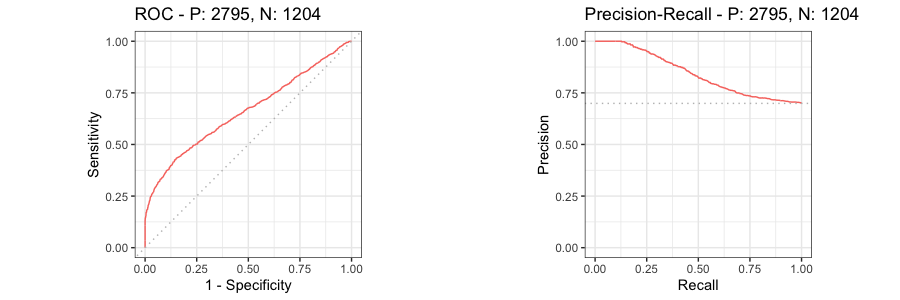 ROC - P: 2795, N: 1204
1.00
0.75
0.50
0.25
0.00
Sensitivity
0.00 0.25 0.50 0.75 1.00
1 - Specificity
Precision-Recall - P: 2795, N: 1204
1.00
0.75
0.50
0.25
0.00
Precision
0.00 0.25 0.50 0.75 1.00
Recall